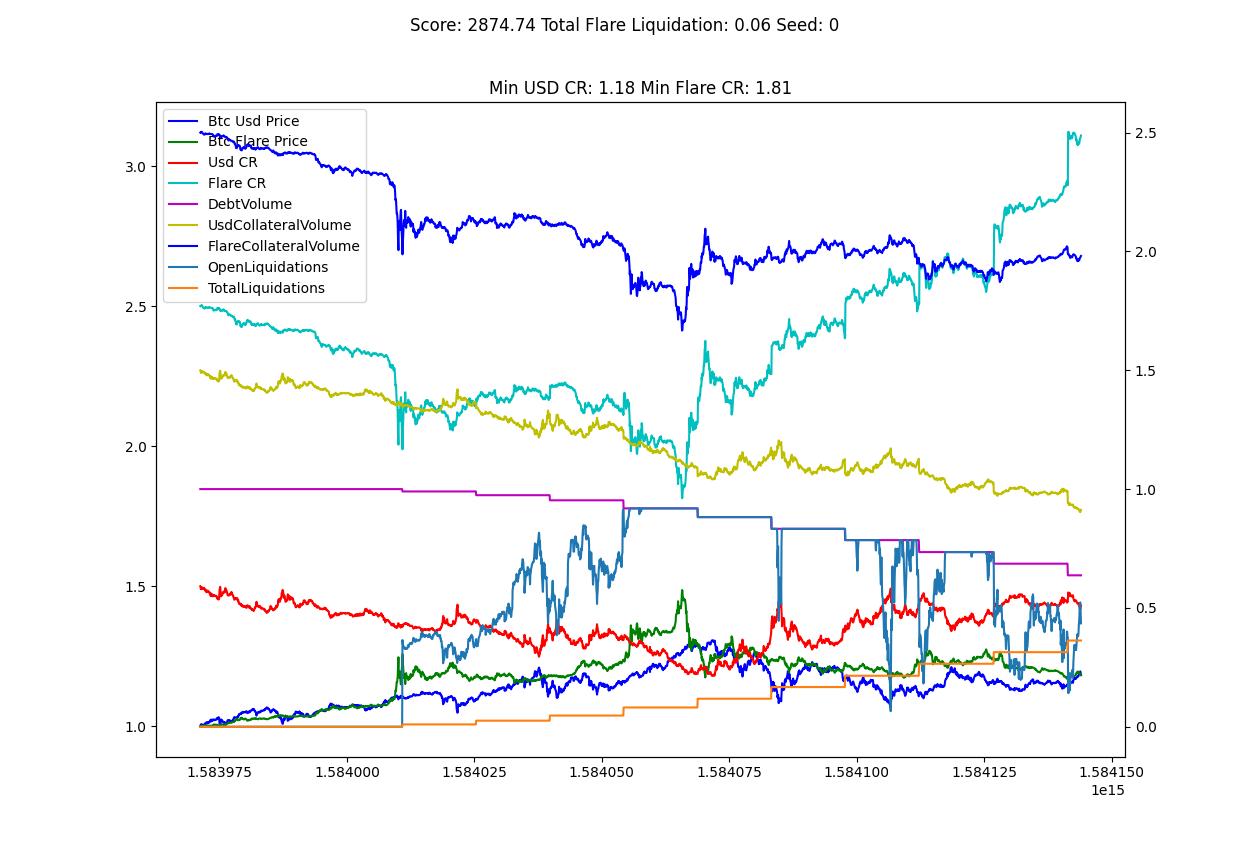 Score: 2874.74 Total Flare Liquidation: 0.06 Seed: 0
Min USD CR: 1.18 Min Flare CR: 1.81
Btc Usd Price
Btc Flare Price
Usd CR
Flare CR
DebtVolume
UsdCollateralVolume
FlareCollateralVolume
OpenLiquidations
TotalLiquidations
3.0
2.5
2.0
1.5
1.0
2.5
2.0
1.5
1.0
0.5
0.0
1.583975 1.584000 1.584025 1.584050 1.584075 1.584100 1.584125 1.584150
1e15